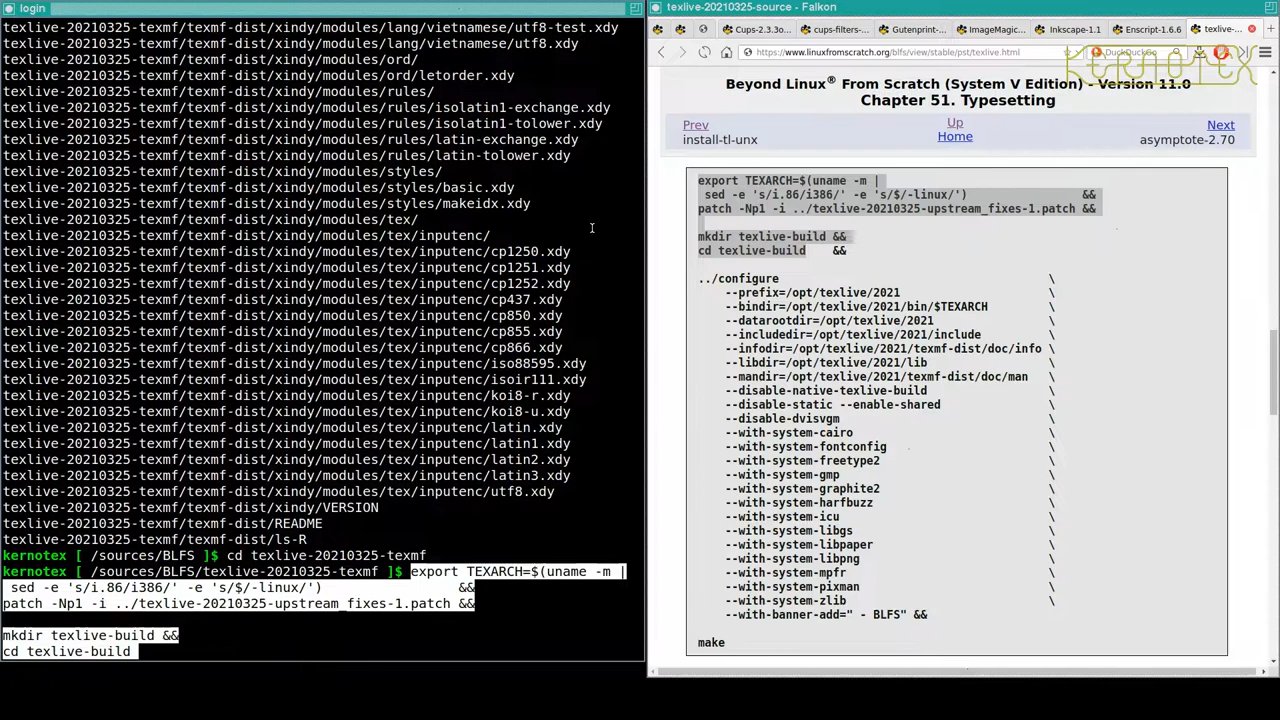 login
texlive-20210325-texmf/texmf-dist/xindy/modules/lang/vietnamese/utf8-test.xdy
texlive-20210325-texmf/texmf-dist/xindy/modules/lang/vietnamese/utf8.xdy
texlive-20210325-texmf/texmf-dist/xindy/modules/ord/
texlive-20210325-texmf/texmf-dist/xindy/modules/ord/letorder.xdy
texlive-20210325-texmf/texmf-dist/xindy/modules/rules/
texlive-20210325-texmf/texmf-dist/xindy/modules/rules/isolatin1-exchange.xdy
texlive-20210325-texmf/texmf-dist/xindy/modules/rules/isolatin1-tolower.xdy
texlive-20210325-texmf/texmf-dist/xindy/modules/rules/latin-exchange.xdy
texlive-20210325-texmf/texmf-dist/xindy/modules/rules/latin-tolower.xdy
texlive-20210325-texmf/texmf-dist/xindy/modules/styles/
texlive-20210325-texmf/texmf-dist/xindy/modules/styles/basic.xdy
texlive-20210325-texmf/texmf-dist/xindy/modules/styles/makeidx.xdy
texlive-20210325-texmf/texmf-dist/xindy/modules/tex/
texlive-20210325-texmf/texmf-dist/xindy/modules/tex/inputenc/
texlive-20210325-texmf/texmf-dist/xindy/modules/tex/inputenc/cp1250.xdy
texlive-20210325-texmf/texmf-dist/xindy/modules/tex/inputenc/cp1251.xdy
texlive-20210325-texmf/texmf-dist/xindy/modules/tex/inputenc/cp1252.xdy
texlive-20210325-texmf/texmf-dist/xindy/modules/tex/inputenc/cp437.xdy
texlive-20210325-texmf/texmf-dist/xindy/modules/tex/inputenc/cp850.xdy
texlive-20210325-texmf/texmf-dist/xindy/modules/tex/inputenc/cp855.xdy
texlive-20210325-texmf/texmf-dist/xindy/modules/tex/inputenc/cp866.xdy
texlive-20210325-texmf/texmf-dist/xindy/modules/tex/inputenc/iso88595.xdy
texlive-20210325-texmf/texmf-dist/xindy/modules/tex/inputenc/isoir111.xdy
texlive-20210325-texmf/texmf-dist/xindy/modules/tex/inputenc/koi8-r.xdy
texlive-20210325-texmf/texmf-dist/xindy/modules/tex/inputenc/koi8-u.xdy
texlive-20210325-texmf/texmf-dist/xindy/modules/tex/inputenc/latin.xdy
texlive-20210325-texmf/texmf-dist/xindy/modules/tex/inputenc/latin1.xdy
texlive-20210325-texmf/texmf-dist/xindy/modules/tex/inputenc/latin2.xdy
texlive-20210325-texmf/texmf-dist/xindy/modules/tex/inputenc/latin3.xdy
texlive-20210325-texmf/texmf-dist/xindy/modules/tex/inputenc/utf8.xdy
texlive-20210325-texmf/texmf-dist/xindy/VERSION
texlive-20210325-texmf/texmf-dist/README
texlive-20210325-texmf/texmf-dist/ls-R
kernotex [ /sources/BLFS ]$ cd texlive-20210325-texmf
kernotex [ /sources/BLFS/texlive-20210325-texmf ]$ export TEXARCH=$(uname -m |
sed -e 's/i.86/i386/' -e 's/$/-linux/') &&
patch -Np1 -i ../texlive-20210325-upstream_fixes-1.patch &&
mkdir texlive-build &&
cd texlive-build
texlive-20210325-source - Falkon
Cups-2.3.3o... cups-filters-... Gutenprint-... ImageMagic... Inkscape-1.1 Enscript-1.6.6 texlive-...
https://www.linuxfromscratch.org/blfs/view/stable/pst/texlive.html DuckDuckGo
KERNOTEX
Beyond Linux® From Scratch (System V Edition) - Version 11.0
Chapter 51. Typesetting
Prev Up Next
install-tl-unx Home asymptote-2.70
export TEXARCH=$(uname -m |
sed -e 's/i.86/i386/' -e 's/$/-linux/') &&
patch -Np1 -i ../texlive-20210325-upstream_fixes-1.patch &&
mkdir texlive-build &&
cd texlive-build &&
../configure \
--prefix=/opt/texlive/2021 \
--bindir=/opt/texlive/2021/bin/$TEXARCH \
--datarootdir=/opt/texlive/2021 \
--includedir=/opt/texlive/2021/include \
--infodir=/opt/texlive/2021/texmf-dist/doc/info \
--libdir=/opt/texlive/2021/lib \
--mandir=/opt/texlive/2021/texmf-dist/doc/man \
--disable-native-texlive-build \
--disable-static --enable-shared \
--disable-dvisvgm \
--with-system-cairo \
--with-system-fontconfig \
--with-system-freetype2 \
--with-system-gmp \
--with-system-graphite2 \
--with-system-harfbuzz \
--with-system-icu \
--with-system-libgs \
--with-system-libpaper \
--with-system-libpng \
--with-system-mpfr \
--with-system-pixman \
--with-system-zlib \
--with-banner-add=" - BLFS" &&
make